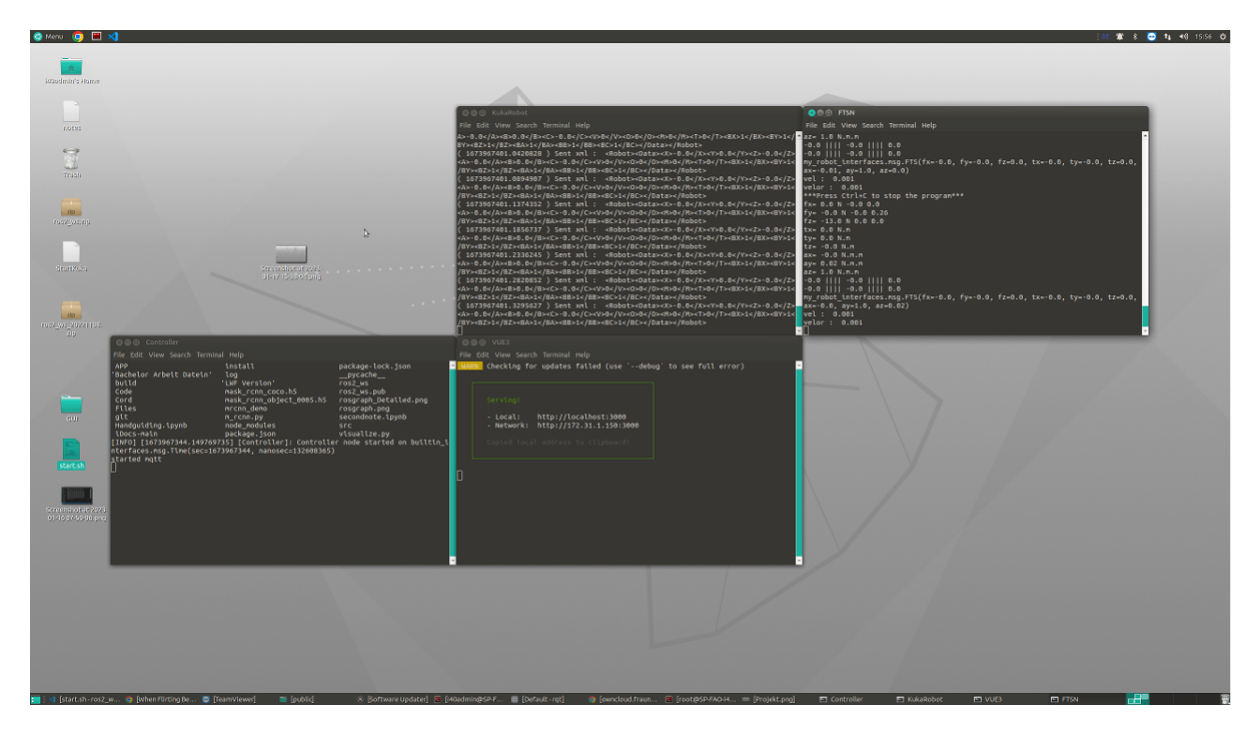 Menu
15:56
i40admin's Home
notes
Trash
ros2_ws.zip
StartKuka
Screenshot at 2023-
GUI
start.sh
Screenshot at 2023-
KukaRobot
File Edit View Search Terminal Help
A>-0.0</A><B>0.0</B><C>-0.0</C><V>0</V><O>0</O><M>0</M><T>0</T><BX>1</BX><BY>1</
BY><BZ>1</BZ><BA>1</BA><BB>1</BB><BC>1</BC></Data></Robot>
( 1673967401.0420828 ) Sent xml :  <Robot><Data><X>-0.0</X><Y>0.0</Y><Z>-0.0</Z>
<A>-0.0</A><B>0.0</B><C>-0.0</C><V>0</V><O>0</O><M>0</M><T>0</T><BX>1</BX><BY>1<
/BY><BZ>1</BZ><BA>1</BA><BB>1</BB><BC>1</BC></Data></Robot>
( 1673967401.0894907 ) Sent xml :  <Robot><Data><X>-0.0</X><Y>0.0</Y><Z>-0.0</Z>
<A>-0.0</A><B>0.0</B><C>-0.0</C><V>0</V><O>0</O><M>0</M><T>0</T><BX>1</BX><BY>1<
/BY><BZ>1</BZ><BA>1</BA><BB>1</BB><BC>1</BC></Data></Robot>
( 1673967401.1374352 ) Sent xml :  <Robot><Data><X>-0.0</X><Y>0.0</Y><Z>-0.0</Z>
<A>-0.0</A><B>0.0</B><C>-0.0</C><V>0</V><O>0</O><M>0</M><T>0</T><BX>1</BX><BY>1<
/BY><BZ>1</BZ><BA>1</BA><BB>1</BB><BC>1</BC></Data></Robot>
( 1673967401.1856737 ) Sent xml :  <Robot><Data><X>-0.0</X><Y>0.0</Y><Z>-0.0</Z>
<A>-0.0</A><B>0.0</B><C>-0.0</C><V>0</V><O>0</O><M>0</M><T>0</T><BX>1</BX><BY>1<
/BY><BZ>1</BZ><BA>1</BA><BB>1</BB><BC>1</BC></Data></Robot>
( 1673967401.2336245 ) Sent xml :  <Robot><Data><X>-0.0</X><Y>-0.0</Y><Z>-0.0</Z>
<A>-0.0</A><B>0.0</B><C>-0.0</C><V>0</V><O>0</O><M>0</M><T>0</T><BX>1</BX><BY>1<
/BY><BZ>1</BZ><BA>1</BA><BB>1</BB><BC>1</BC></Data></Robot>
( 1673967401.2820852 ) Sent xml :  <Robot><Data><X>-0.0</X><Y>-0.0</Y><Z>-0.0</Z>
<A>-0.0</A><B>0.0</B><C>-0.0</C><V>0</V><O>0</O><M>0</M><T>0</T><BX>1</BX><BY>1<
/BY><BZ>1</BZ><BA>1</BA><BB>1</BB><BC>1</BC></Data></Robot>
( 1673967401.3295627 ) Sent xml :  <Robot><Data><X>-0.0</X><Y>-0.0</Y><Z>-0.0</Z>
<A>-0.0</A><B>0.0</B><C>-0.0</C><V>0</V><O>0</O><M>0</M><T>0</T><BX>1</BX><BY>1<
/BY><BZ>1</BZ><BA>1</BA><BB>1</BB><BC>1</BC></Data></Robot>
FTSN
File Edit View Search Terminal Help
az= 1.0 N.m.m
-0.0 |||| -0.0 |||| 0.0
-0.0 |||| -0.0 |||| 0.0
my_robot_interfaces.msg.FTS(fx=-0.0, fy=-0.0, fz=0.0, tx=-0.0, ty=-0.0, tz=0.0,
ax=-0.01, ay=1.0, az=0.0)
vel :  0.001
velor :  0.001
***Press Ctrl+C to stop the program***
fx= 0.0 N -0.0 0.0
fy= -0.0 N -0.0 0.26
fz= -13.0 N 0.0 0.0
tx= 0.0 N.m
ty= 0.0 N.m
tz= -0.0 N.m
ax= -0.0 N.m.m
ay= 0.02 N.m.m
az= 1.0 N.m.m
-0.0 |||| -0.0 |||| 0.0
-0.0 |||| -0.0 |||| 0.0
my_robot_interfaces.msg.FTS(fx=-0.0, fy=-0.0, fz=0.0, tx=-0.0, ty=-0.0, tz=0.0,
ax=-0.0, ay=1.0, az=0.02)
vel :  0.001
velor :  0.001
Controller
File Edit View Search Terminal Help
APP install package-lock.json
'Bachelor Arbeit Datein' log __pycache__
build 'LWF Version' ros2_ws
Code mask_rcnn_coco.h5 ros2_ws.pub
Cord mask_rcnn_object_0005.h5 rosgraph_Detailed.png
Files mrcnn_demo rosgraph.png
git m_rcnn.py secondnote.ipynb
Handguiding.ipynb node_modules src
iDocs-main package.json visualize.py
[INFO] [1673967344.149769735] [Controller]: Controller node started on builtin_i
nterfaces.msg.Time(sec=1673967344, nanosec=132608365)
started mqtt
VUE3
File Edit View Search Terminal Help
WARN Checking for updates failed (use `--debug` to see full error)
Serving!
- Local: http://localhost:3000
- Network: http://172.31.1.150:3000
Copied local address to clipboard!
[start.sh - ros2_w... [When Flirting Be... [TeamViewer] [public] [Software Updater] [i40admin@SP-F... [Default - rqt] [owncloud.fraun... [root@SP-FAO-I4... [Projekt.png] Controller KukaRobot VUE3 FTSN